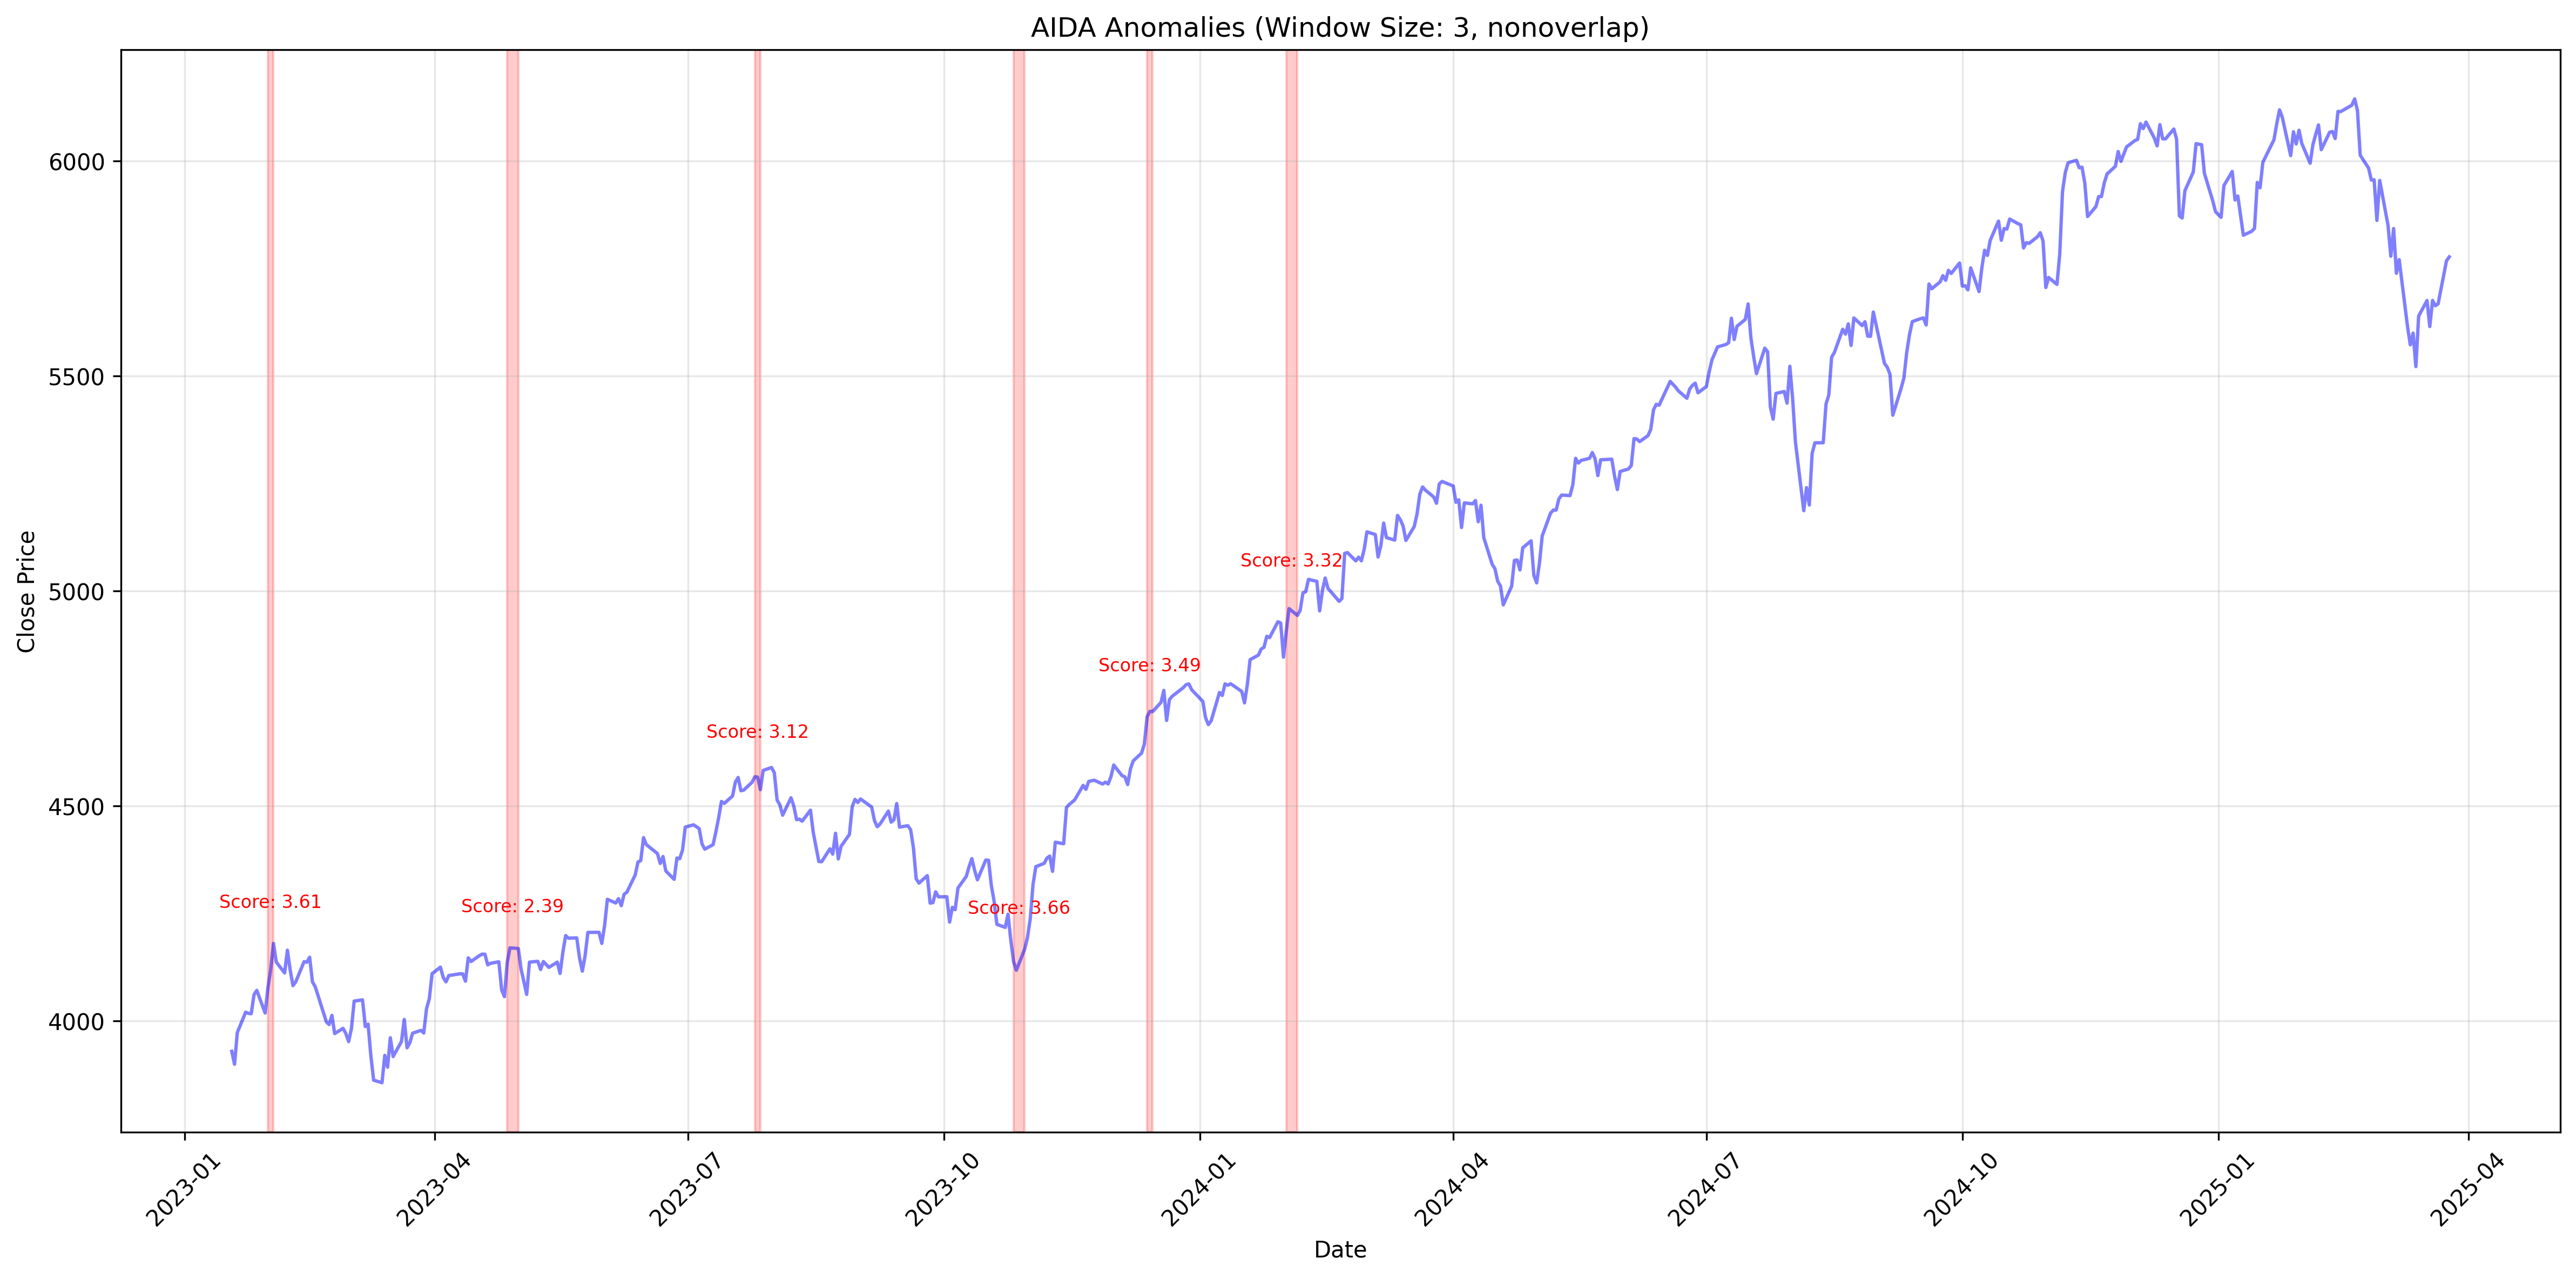 AIDA Anomalies (Window Size: 3, nonoverlap)
Close Price
6000
5500
5000
4500
4000
Score: 3.61
Score: 2.39
Score: 3.12
Score: 3.66
Score: 3.49
Score: 3.32
2023-01
2023-04
2023-07
2023-10
2024-01
2024-04
2024-07
2024-10
2025-01
2025-04
Date